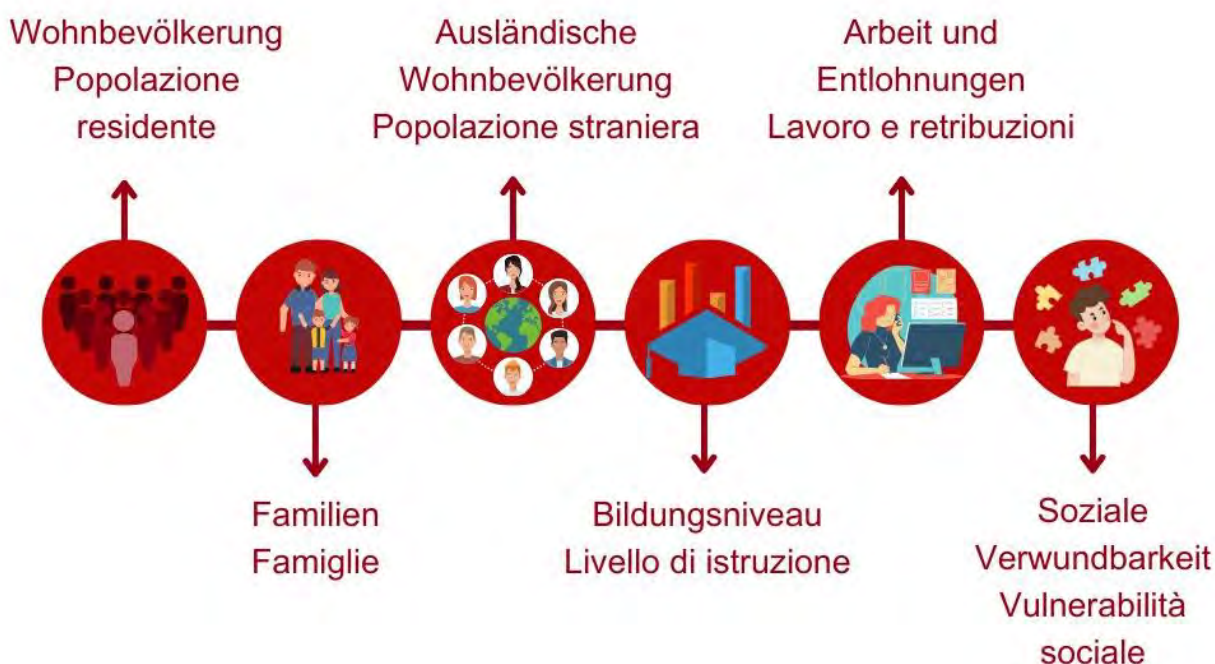 Wohnbevölkerung
Popolazione
residente
Ausländische
Wohnbevölkerung
Popolazione straniera
Arbeit und
Entlohnungen
Lavoro e retribuzioni
Familien
Famiglie
Bildungsniveau
Livello di istruzione
Soziale
Verwundbarkeit
Vulnerabilità
sociale